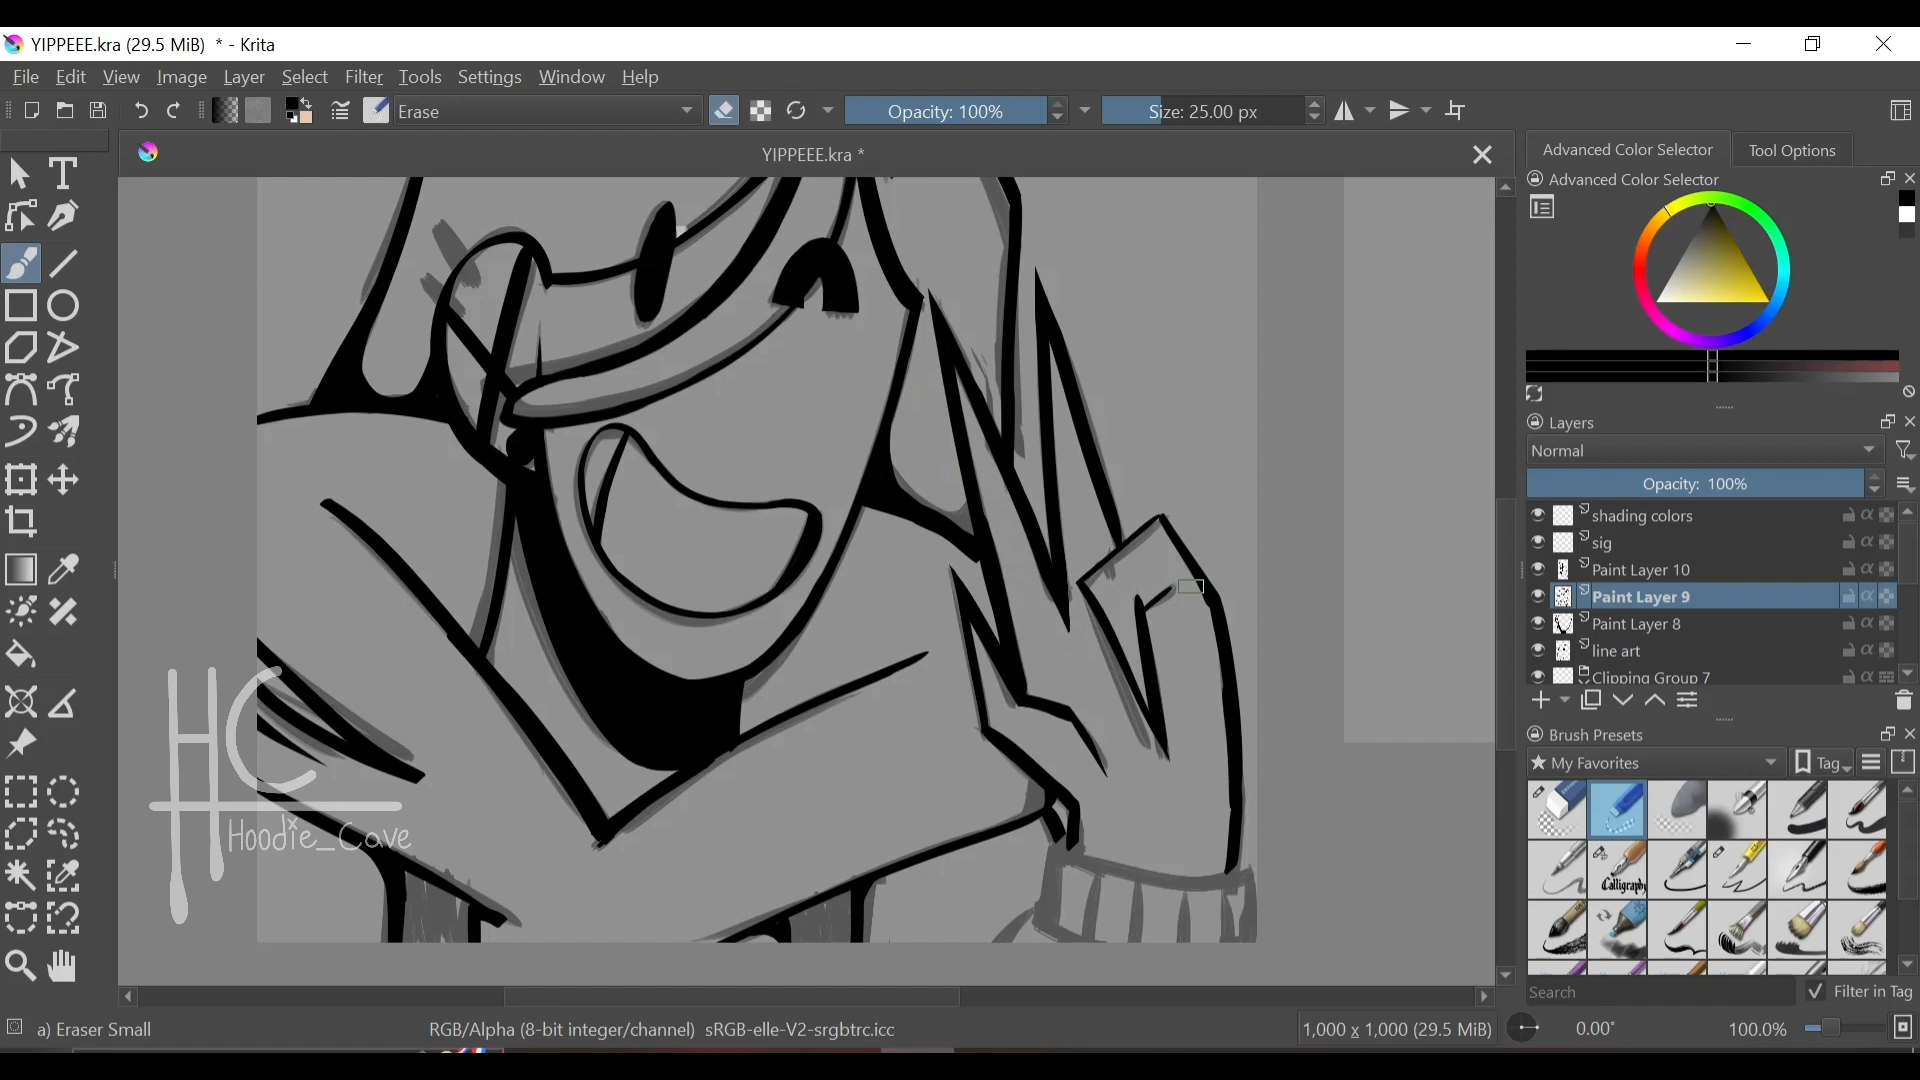 YIPPEEE.kra (29.5 MiB) * - Krita
File Edit View Image Layer Select Filter Tools Settings Window Help
Erase Opacity: 100% Size: 25.00 px
YIPPEEE.kra *
Advanced Color Selector Tool Options
Advanced Color Selector
Layers
Normal
Opacity: 100%
shading colors
sig
Paint Layer 10
Paint Layer 9
Paint Layer 8
line art
Clipping Group 7
Brush Presets
My Favorites Tag
Calligraphy
Search Filter in Tag
HC
Hoodie_Cave
a) Eraser Small RGB/Alpha (8-bit integer/channel) sRGB-elle-V2-srgbtrc.icc 1,000 x 1,000 (29.5 MiB) 0.00° 100.0%